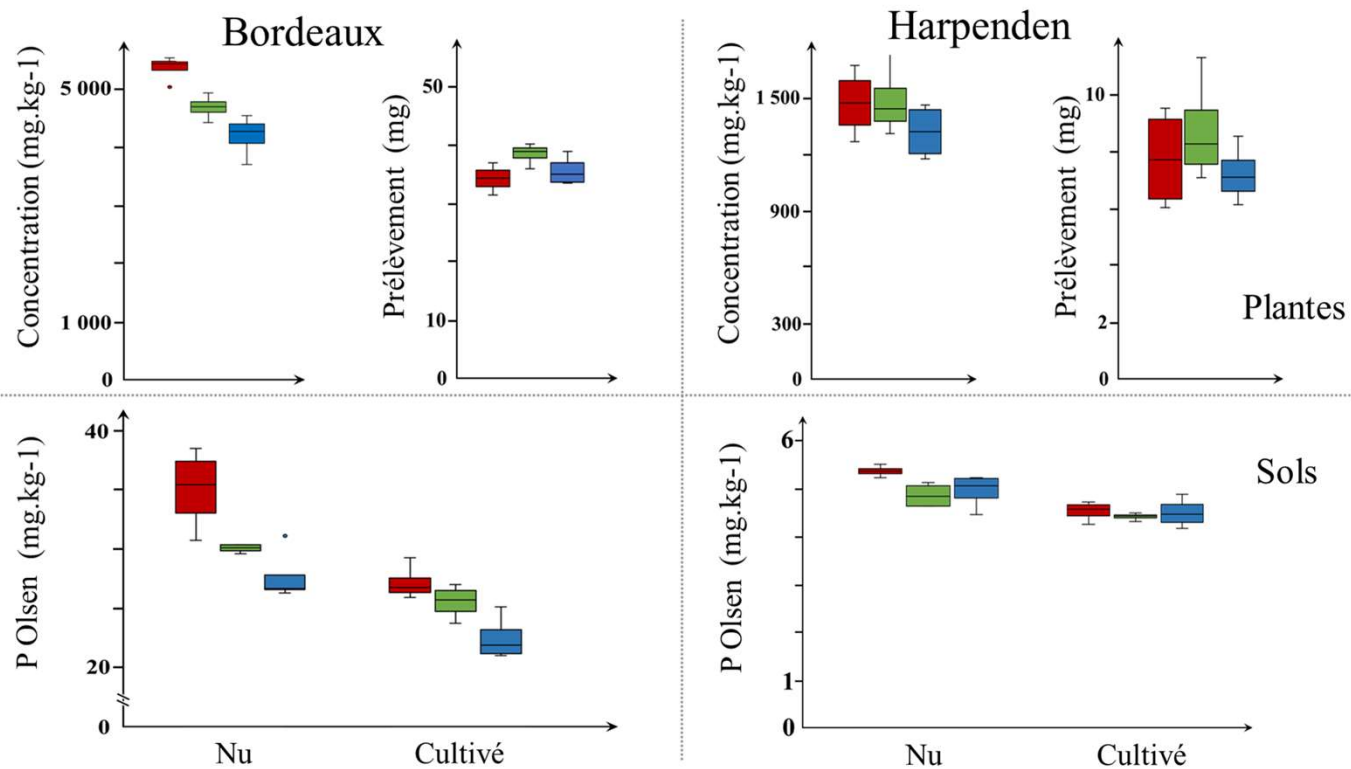 Bordeaux
Concentration (mg.kg-1)
5 000
1 000
0
Prélèvement (mg)
50
10
0
Harpenden
Concentration (mg.kg-1)
1 500
900
300
0
Prélèvement (mg)
10
2
0
Plantes
P Olsen (mg.kg-1)
40
20
0
Nu
Cultivé
P Olsen (mg.kg-1)
6
1
0
Nu
Cultivé
Sols